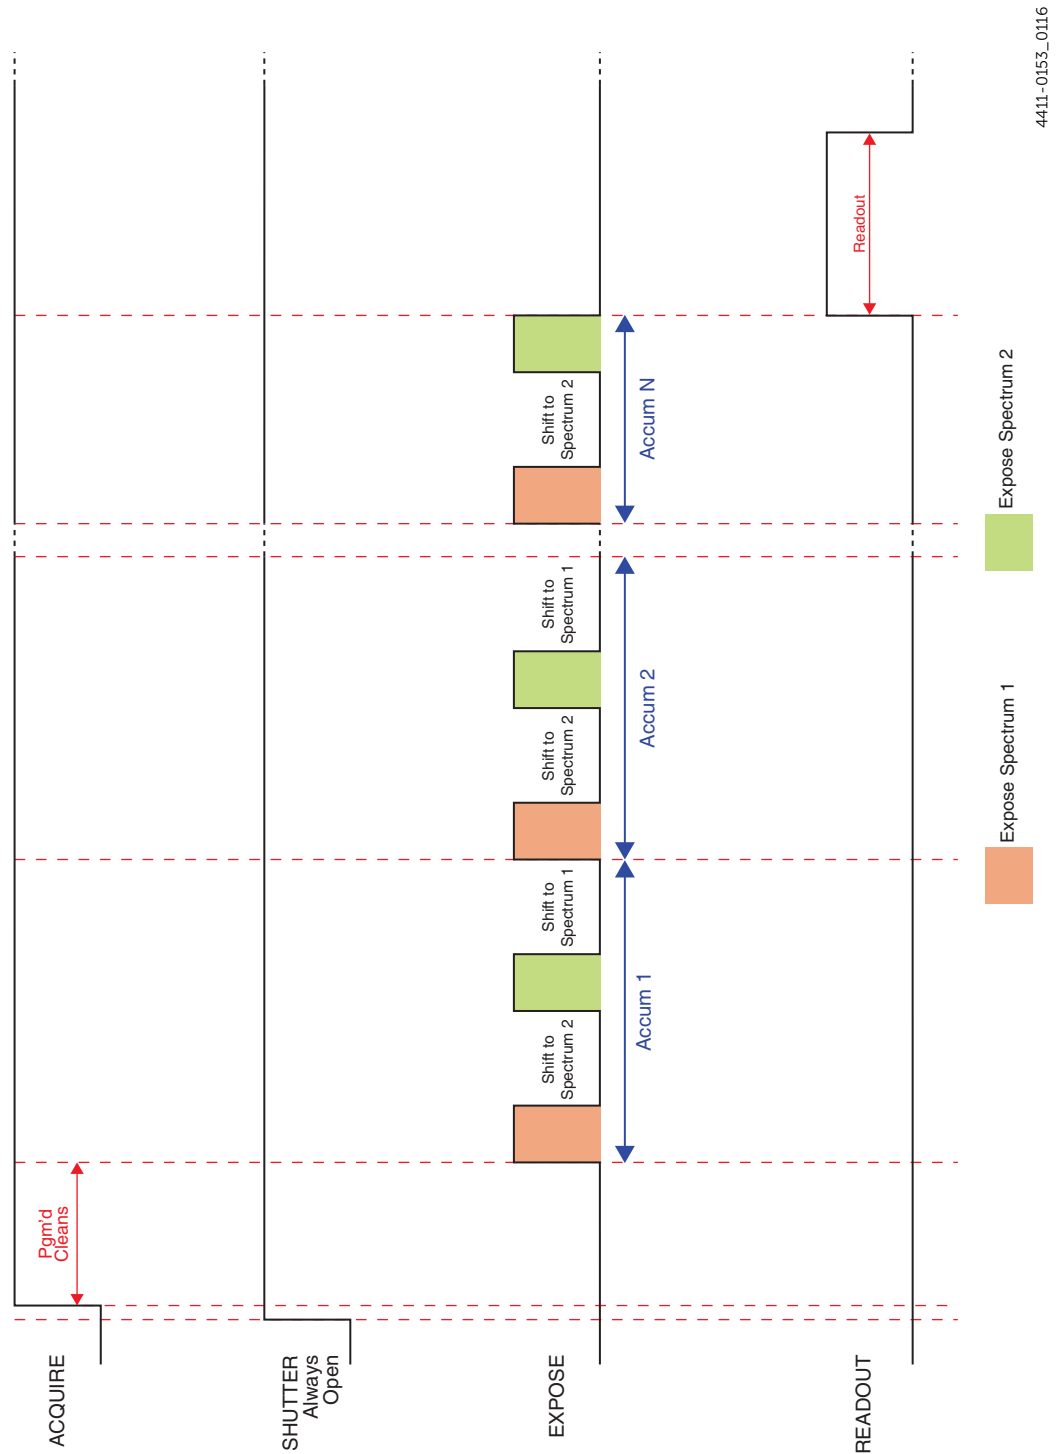 ACQUIRE
Pgm'd
Cleans
SHUTTER
Always
Open
EXPOSE
Shift to
Spectrum 2
Shift to
Spectrum 1
Shift to
Spectrum 2
Shift to
Spectrum 1
Shift to
Spectrum 2
Accum 1
Accum 2
Accum N
READOUT
Readout
Expose Spectrum 1
Expose Spectrum 2
4411-0153_0116